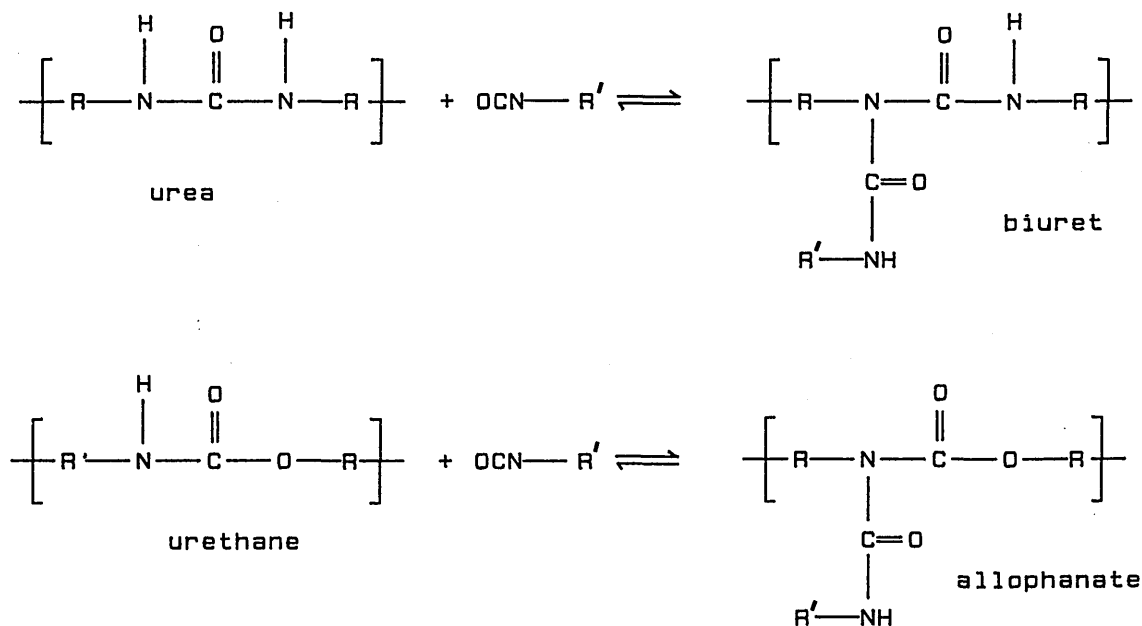 H O H O H
R N C N R + OCN R' R N C N R
C=O
urea
biuret
R' NH
H O O
R' N C O R + OCN R' R N C O R
urethane
C=O
allophanate
R' NH